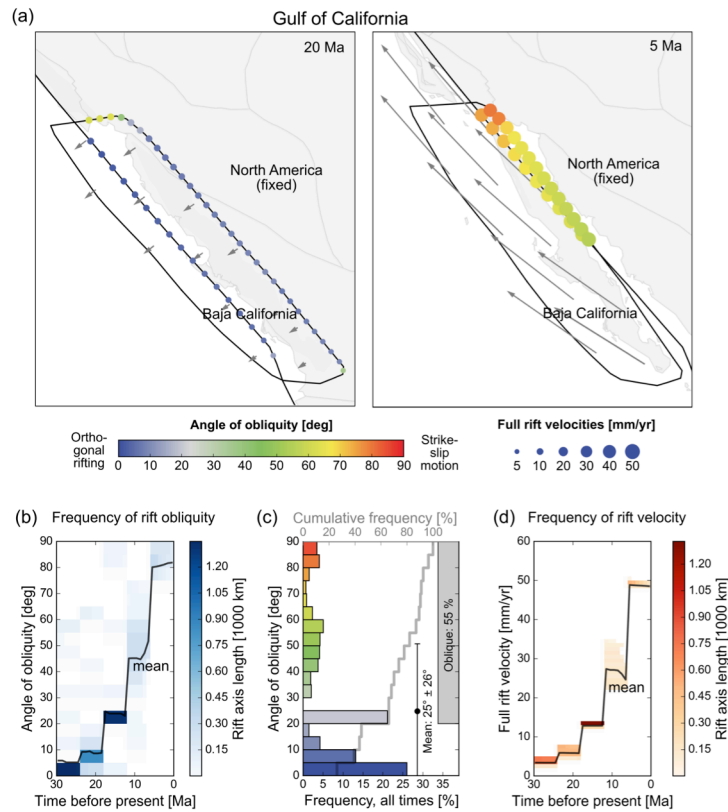 (a)
Gulf of California
20 Ma
North America
(fixed)
Baja California
5 Ma
North America
(fixed)
Baja California
Angle of obliquity [deg]
Ortho-
gonal
rifting
0 10 20 30 40 50 60 70 80 90
Strike-
slip
motion
Full rift velocities [mm/yr]
5 10 20 30 40 50
(b)
Frequency of rift obliquity
Angle of obliquity [deg]
90
80
70
60
50
40
30
20
10
0
mean
30 20 10 0
Time before present [Ma]
1.35
1.20
1.05
0.90
0.75
0.60
0.45
0.30
0.15
Rift axis length [1000 km]
(c)
Cumulative frequency [%]
0 20 40 60 80 100
Angle of obliquity [deg]
90
80
70
60
50
40
30
20
10
0
Mean: 25° ± 26°
Oblique: 55 %
0 5 10 15 20 25 30 35
Frequency, all times [%]
(d)
Frequency of rift velocity
Full rift velocity [mm/yr]
60
50
40
30
20
10
0
mean
30 20 10 0
Time before present [Ma]
1.35
1.20
1.05
0.90
0.75
0.60
0.45
0.30
0.15
Rift axis length [1000 km]